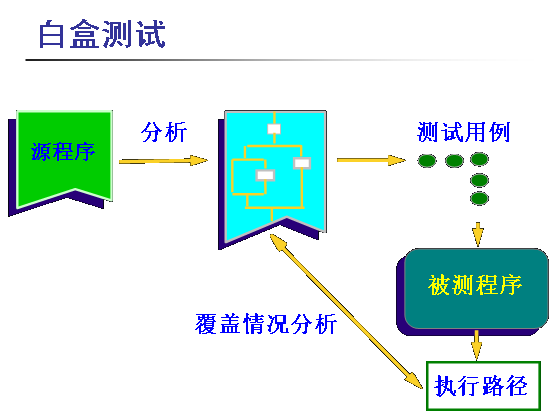 白盒测试
源程序
分析
测试用例
被测程序
覆盖情况分析
执行路径